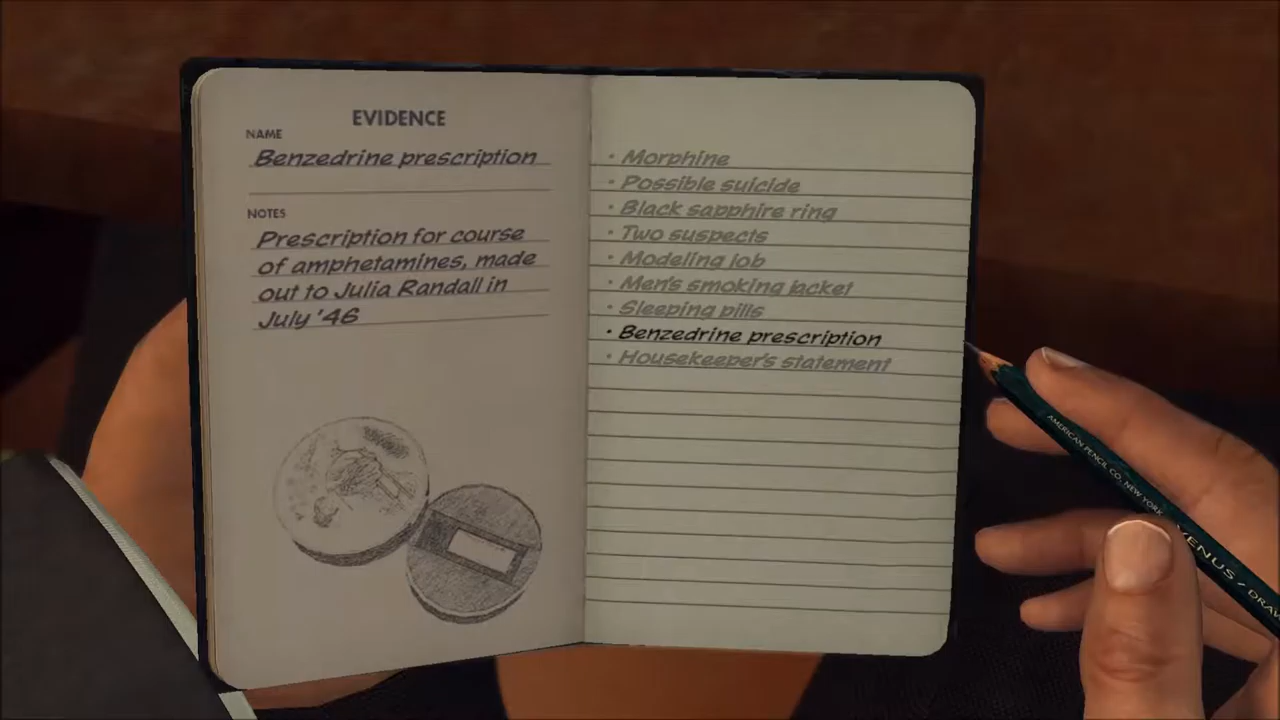 EVIDENCE
NAME
Benzedrine prescription
NOTES
Prescription for course
of amphetamines, made
out to Julia Randall in
July '46
• Morphine
• Possible suicide
• Black sapphire ring
• Two suspects
• Modeling job
• Men's smoking jacket
• Sleeping pills
• Benzedrine prescription
• Housekeeper's statement
AMERICAN PENCIL CO. NEW YORK
VENUS / DRAW